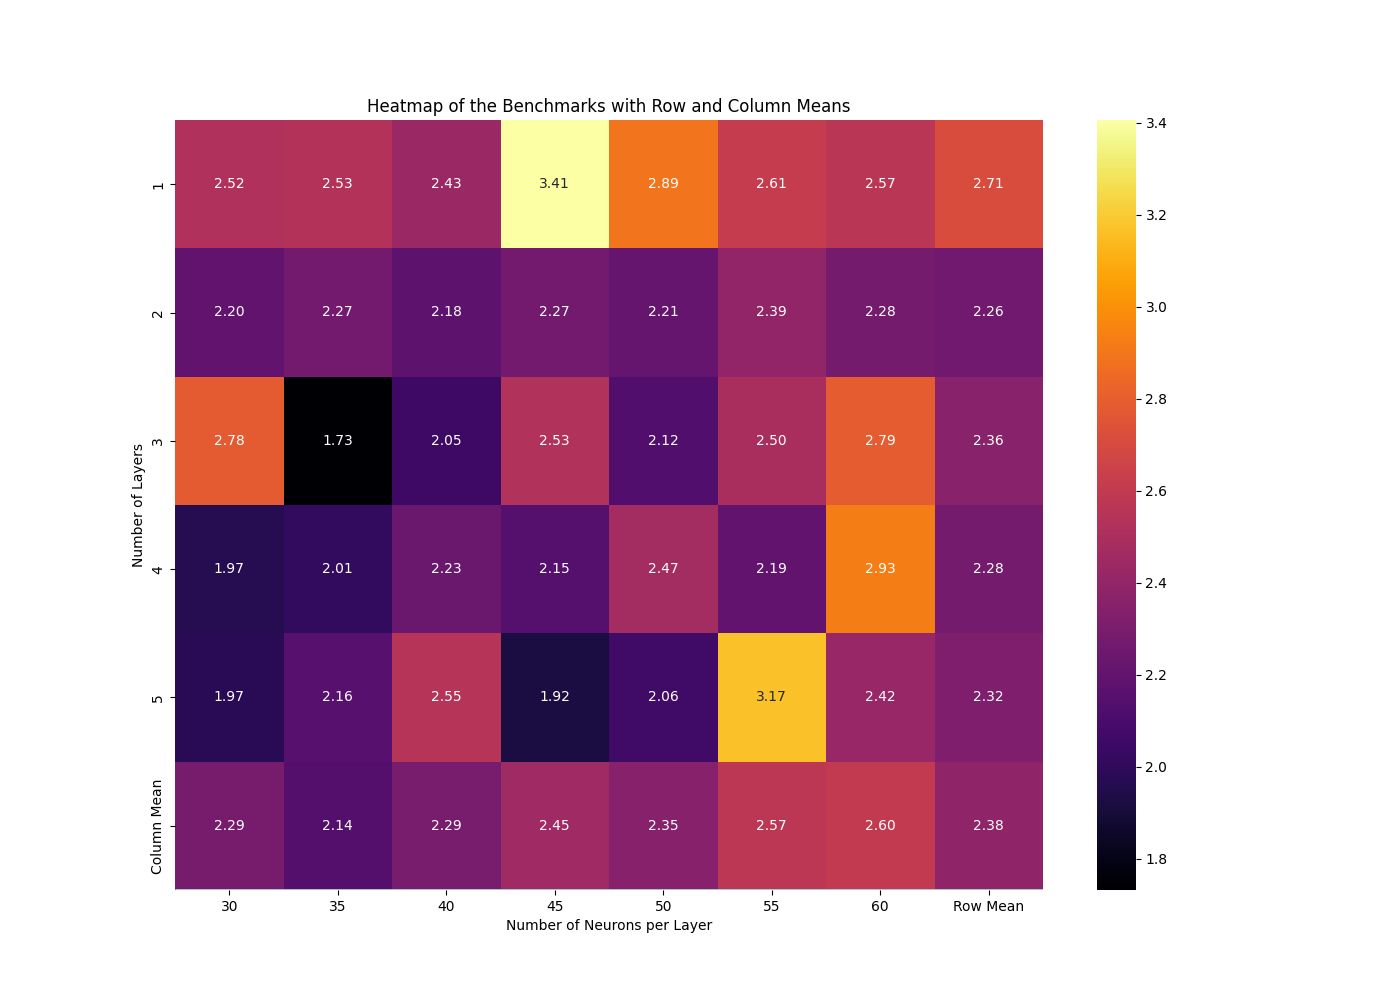 Heatmap of the Benchmarks with Row and Column Means
1 2.52 2.53 2.43 3.41 2.89 2.61 2.57 2.71
2 2.20 2.27 2.18 2.27 2.21 2.39 2.28 2.26
3 2.78 1.73 2.05 2.53 2.12 2.50 2.79 2.36
4 1.97 2.01 2.23 2.15 2.47 2.19 2.93 2.28
5 1.97 2.16 2.55 1.92 2.06 3.17 2.42 2.32
Column Mean 2.29 2.14 2.29 2.45 2.35 2.57 2.60 2.38
30 35 40 45 50 55 60 Row Mean
Number of Neurons per Layer
Number of Layers
3.4
3.2
3.0
2.8
2.6
2.4
2.2
2.0
1.8